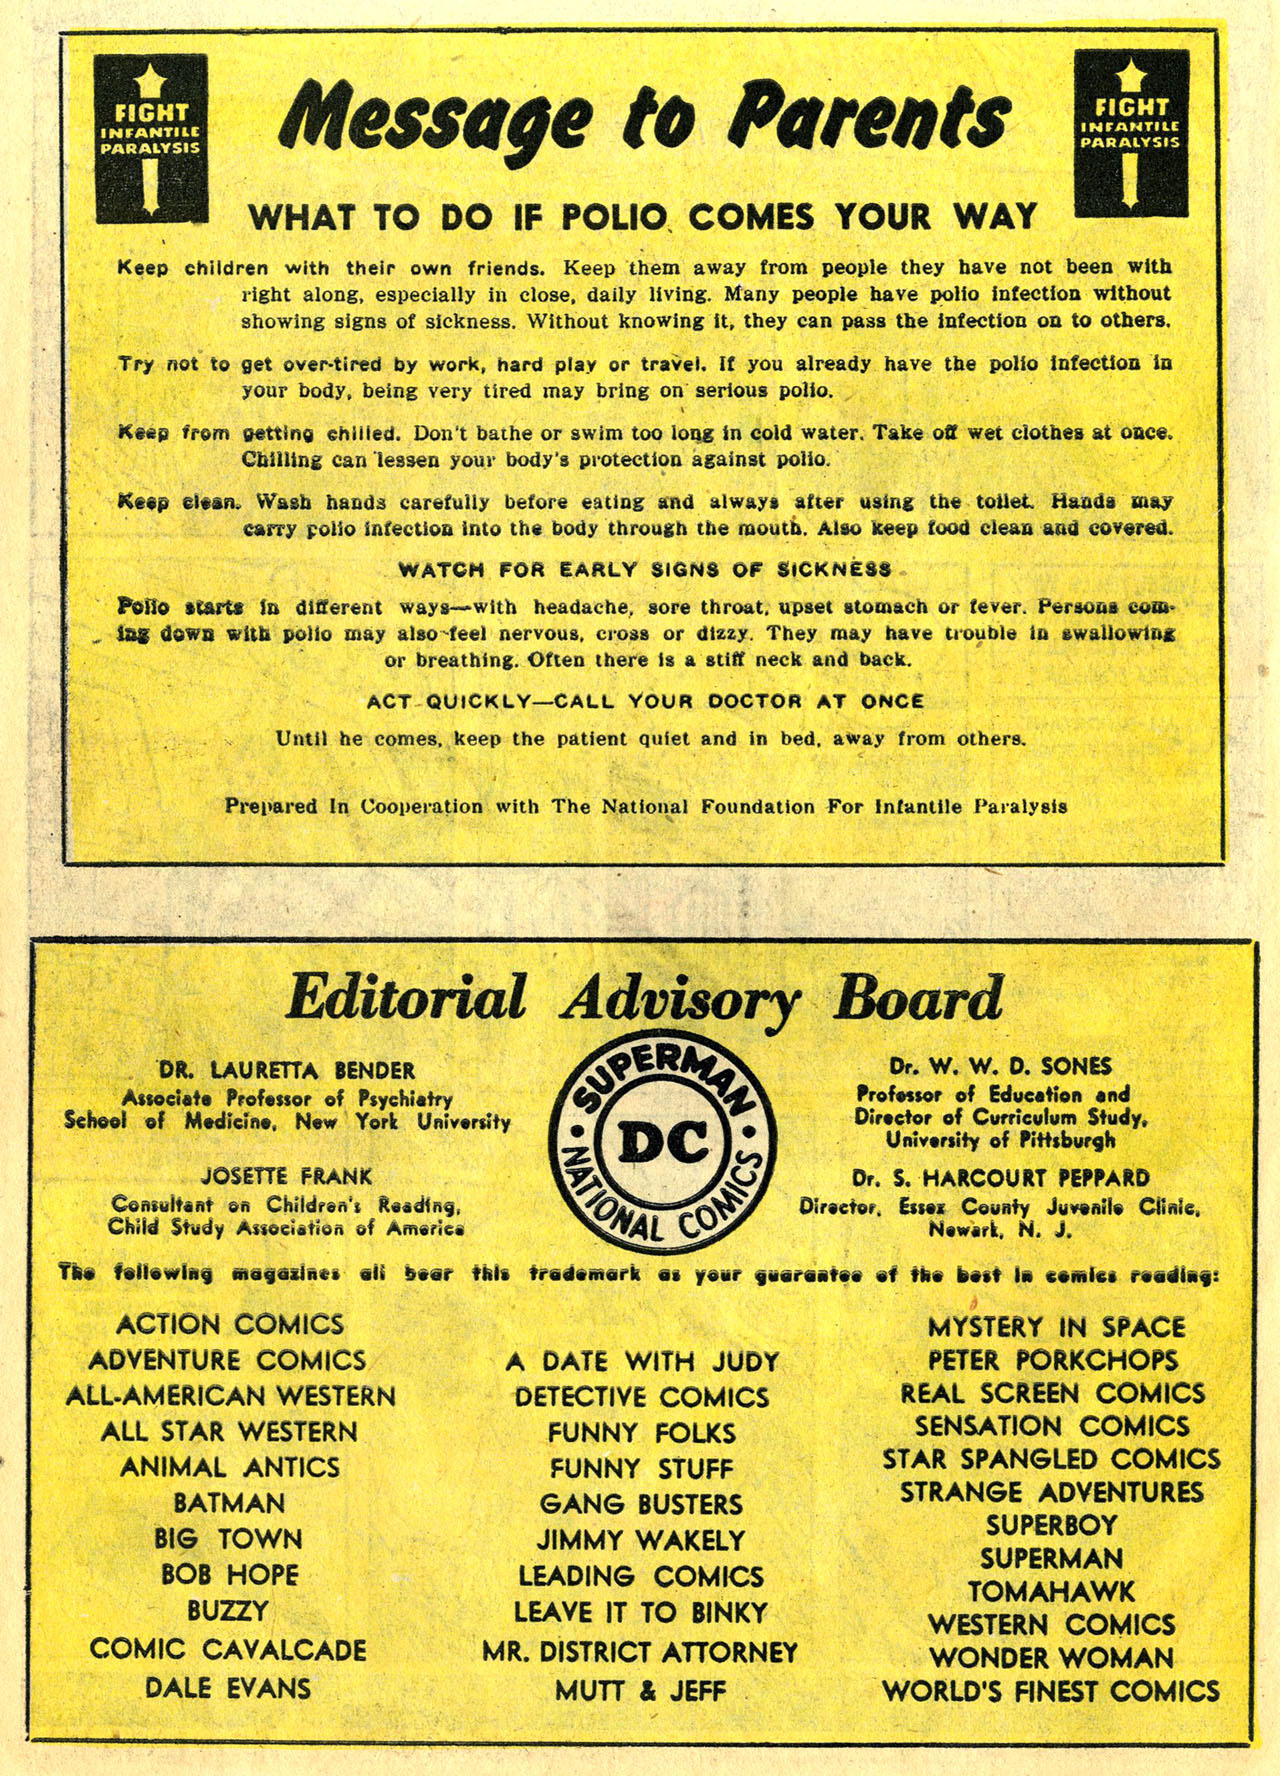 FIGHT
INFANTILE
PARALYSIS
Message to Parents
FIGHT
INFANTILE
PARALYSIS
WHAT TO DO IF POLIO COMES YOUR WAY
Keep children with their own friends. Keep them away from people they have not been with
right along, especially in close, daily living. Many people have polio infection without
showing signs of sickness. Without knowing it, they can pass the infection on to others.
Try not to get over-tired by work, hard play or travel. If you already have the polio infection in
your body, being very tired may bring on serious polio.
Keep from getting chilled. Don't bathe or swim too long in cold water. Take off wet clothes at once.
Chilling can lessen your body's protection against polio.
Keep clean. Wash hands carefully before eating and always after using the toilet. Hands may
carry polio infection into the body through the mouth. Also keep food clean and covered.
WATCH FOR EARLY SIGNS OF SICKNESS
Polio starts in different ways—with headache, sore throat, upset stomach or fever. Persons com-
ing down with polio may also feel nervous, cross or dizzy. They may have trouble in swallowing
or breathing. Often there is a stiff neck and back.
ACT QUICKLY—CALL YOUR DOCTOR AT ONCE
Until he comes, keep the patient quiet and in bed, away from others.
Prepared In Cooperation with The National Foundation For Infantile Paralysis
Editorial Advisory Board
DR. LAURETTA BENDER
Associate Professor of Psychiatry
School of Medicine, New York University
JOSETTE FRANK
Consultant on Children's Reading,
Child Study Association of America
SUPERMAN
DC
NATIONAL COMICS
Dr. W. W. D. SONES
Professor of Education and
Director of Curriculum Study,
University of Pittsburgh
Dr. S. HARCOURT PEPPARD
Director, Essex County Juvenile Clinic,
Newark, N. J.
The following magazines all bear this trademark as your guarantee of the best in comics reading:
ACTION COMICS
ADVENTURE COMICS
ALL-AMERICAN WESTERN
ALL STAR WESTERN
ANIMAL ANTICS
BATMAN
BIG TOWN
BOB HOPE
BUZZY
COMIC CAVALCADE
DALE EVANS
A DATE WITH JUDY
DETECTIVE COMICS
FUNNY FOLKS
FUNNY STUFF
GANG BUSTERS
JIMMY WAKELY
LEADING COMICS
LEAVE IT TO BINKY
MR. DISTRICT ATTORNEY
MUTT & JEFF
MYSTERY IN SPACE
PETER PORKCHOPS
REAL SCREEN COMICS
SENSATION COMICS
STAR SPANGLED COMICS
STRANGE ADVENTURES
SUPERBOY
SUPERMAN
TOMAHAWK
WESTERN COMICS
WONDER WOMAN
WORLD'S FINEST COMICS